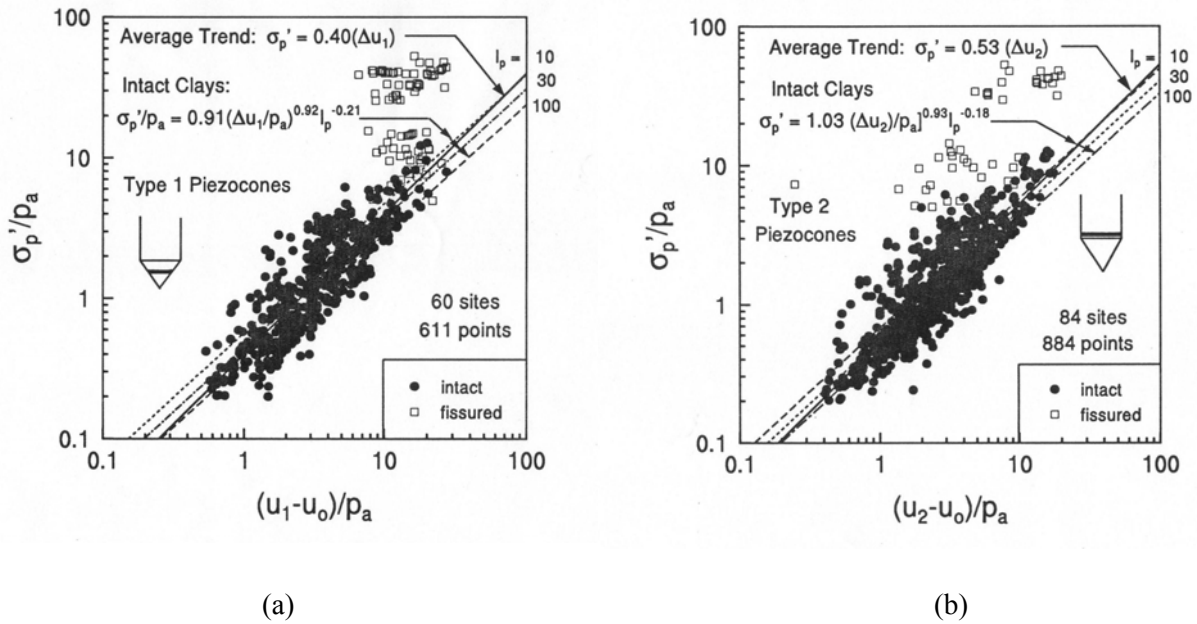 100
Average Trend: σp' = 0.40(Δu1)
Ip = 10
30
100
Intact Clays:
σp'/pa = 0.91(Δu1/pa)^0.92 Ip^-0.21
10
Type 1 Piezocones
σp'/pa
1
60 sites
611 points
intact
fissured
0.1
0.1 1 10 100
(u1-uo)/pa
(a)
100
Average Trend: σp' = 0.53 (Δu2)
Ip = 10
30
100
Intact Clays
σp' = 1.03 (Δu2)/pa]^0.93 Ip^-0.18
10
Type 2
Piezocones
σp'/pa
1
84 sites
884 points
intact
fissured
0.1
0.1 1 10 100
(u2-uo)/pa
(b)